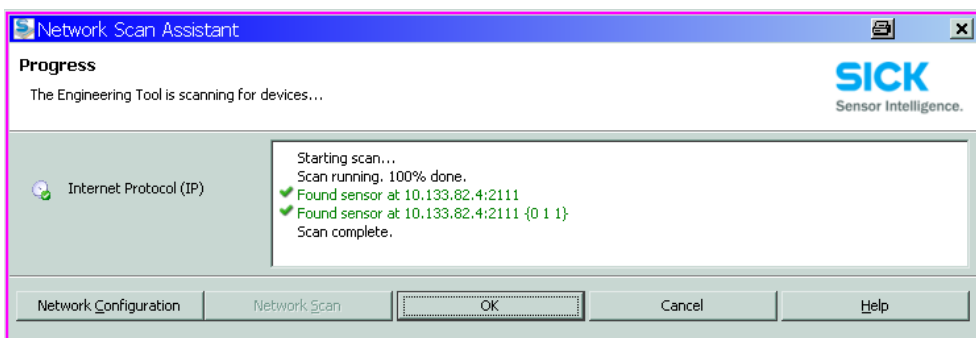 Network Scan Assistant
Progress
The Engineering Tool is scanning for devices...
SICK
Sensor Intelligence.
Internet Protocol (IP)
Starting scan...
Scan running. 100% done.
Found sensor at 10.133.82.4:2111
Found sensor at 10.133.82.4:2111 {0 1 1}
Scan complete.
Network Configuration
Network Scan
OK
Cancel
Help